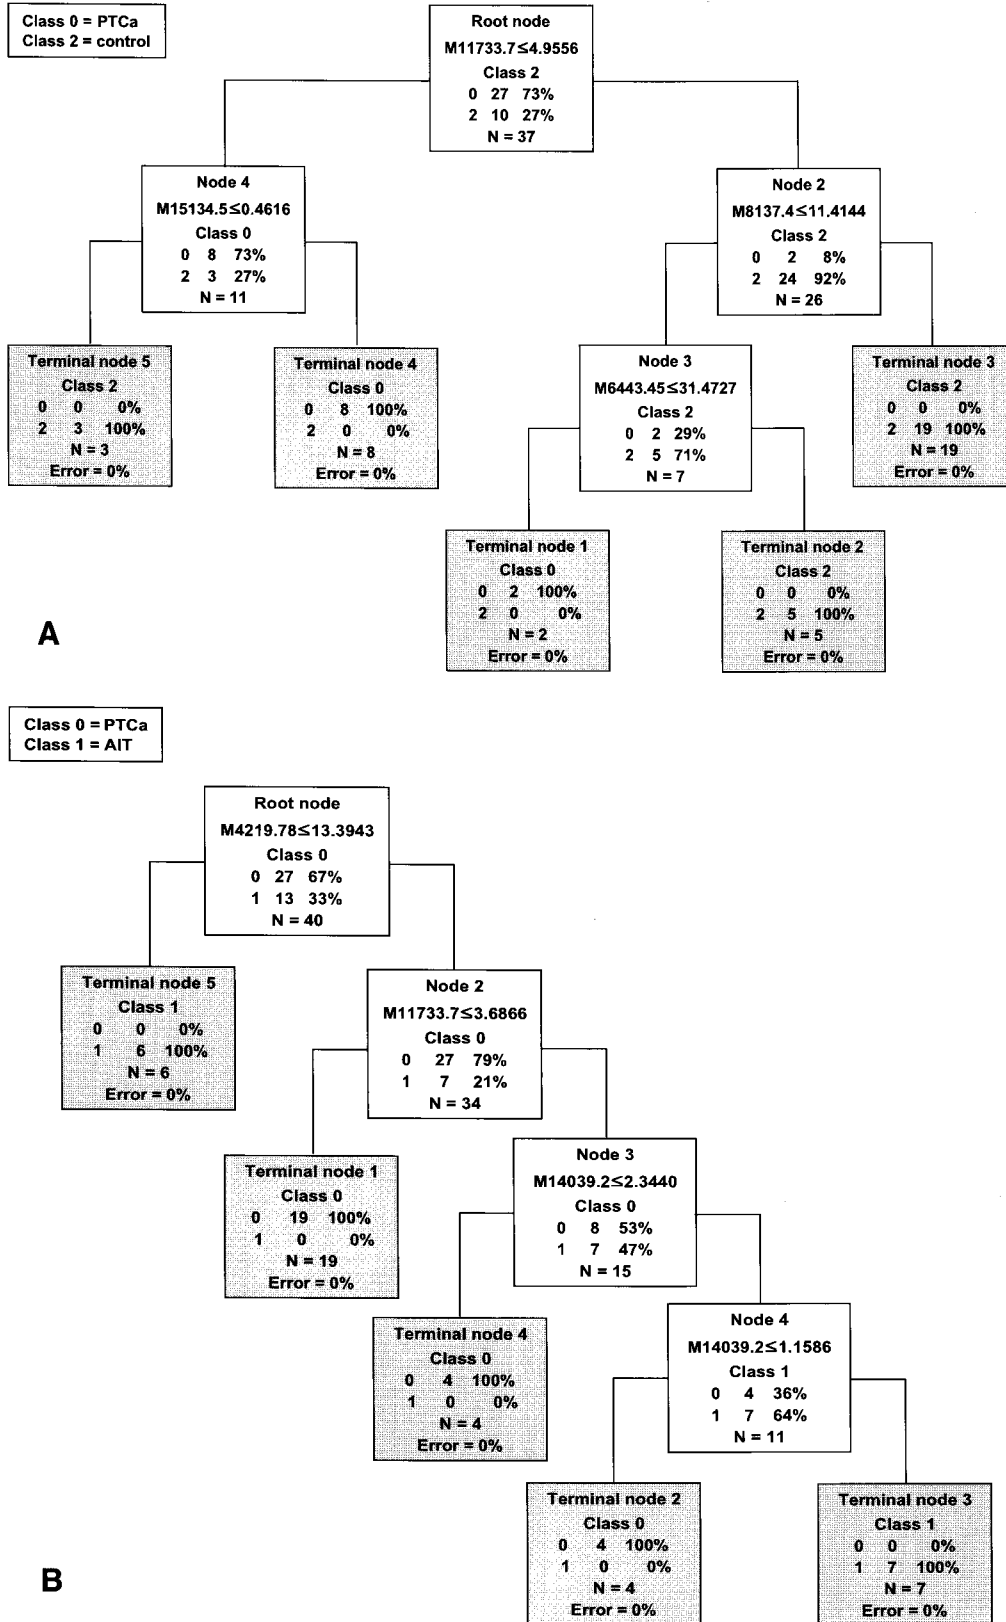 Class 0 = PTCa
Class 2 = control
Root node
M11733.7≤4.9556
Class 2
0 27 73%
2 10 27%
N = 37
Node 4
M15134.5≤0.4616
Class 0
0 8 73%
2 3 27%
N = 11
Node 2
M8137.4≤11.4144
Class 2
0 2 8%
2 24 92%
N = 26
Terminal node 5
Class 2
0 0 0%
2 3 100%
N = 3
Error = 0%
Terminal node 4
Class 0
0 8 100%
2 0 0%
N = 8
Error = 0%
Node 3
M6443.45≤31.4727
Class 2
0 2 29%
2 5 71%
N = 7
Terminal node 3
Class 2
0 0 0%
2 19 100%
N = 19
Error = 0%
Terminal node 1
Class 0
0 2 100%
2 0 0%
N = 2
Error = 0%
Terminal node 2
Class 2
0 0 0%
2 5 100%
N = 5
Error = 0%
A
Class 0 = PTCa
Class 1 = AIT
Root node
M4219.78≤13.3943
Class 0
0 27 67%
1 13 33%
N = 40
Terminal node 5
Class 1
0 0 0%
1 6 100%
N = 6
Error = 0%
Node 2
M11733.7≤3.6866
Class 0
0 27 79%
1 7 21%
N = 34
Terminal node 1
Class 0
0 19 100%
1 0 0%
N = 19
Error = 0%
Node 3
M14039.2≤2.3440
Class 0
0 8 53%
1 7 47%
N = 15
Terminal node 4
Class 0
0 4 100%
1 0 0%
N = 4
Error = 0%
Node 4
M14039.2≤1.1586
Class 1
0 4 36%
1 7 64%
N = 11
Terminal node 2
Class 0
0 4 100%
1 0 0%
N = 4
Error = 0%
Terminal node 3
Class 1
0 0 0%
1 7 100%
N = 7
Error = 0%
B